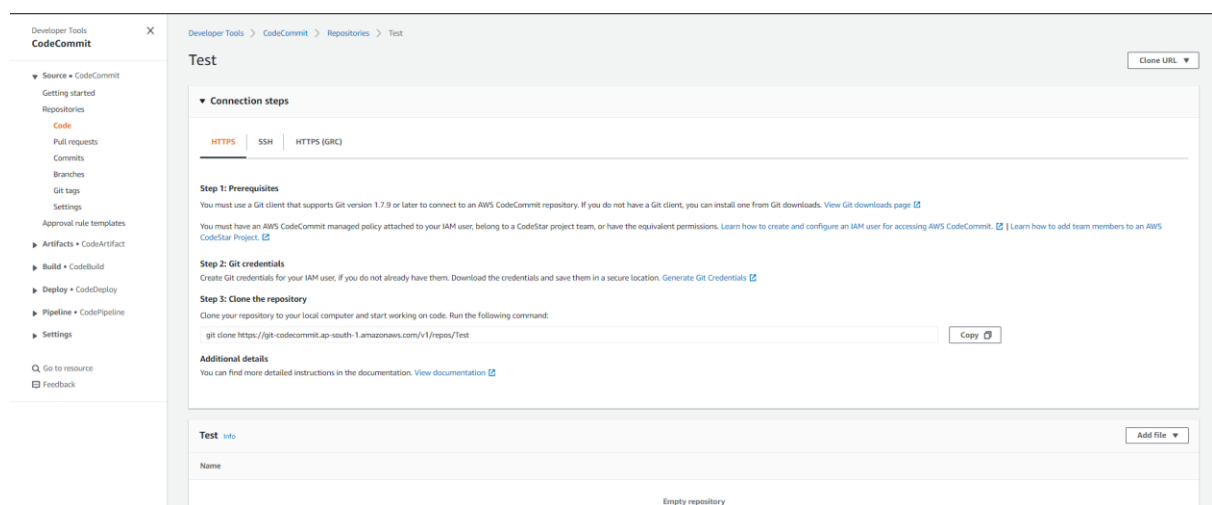 Developer Tools
CodeCommit
Source • CodeCommit
Getting started
Repositories
Code
Pull requests
Commits
Branches
Git tags
Settings
Approval rule templates
Artifacts • CodeArtifact
Build • CodeBuild
Deploy • CodeDeploy
Pipeline • CodePipeline
Settings
Go to resource
Feedback
Developer Tools > CodeCommit > Repositories > Test
Test
Clone URL
Connection steps
HTTPS SSH HTTPS (GRC)
Step 1: Prerequisites
You must use a Git client that supports Git version 1.7.9 or later to connect to an AWS CodeCommit repository. If you do not have a Git client, you can install one from Git downloads. View Git downloads page
You must have an AWS CodeCommit managed policy attached to your IAM user, belong to a CodeStar project team, or have the equivalent permissions. Learn how to create and configure an IAM user for accessing AWS CodeCommit. | Learn how to add team members to an AWS
CodeStar Project.
Step 2: Git credentials
Create Git credentials for your IAM user, if you do not already have them. Download the credentials and save them in a secure location. Generate Git Credentials
Step 3: Clone the repository
Clone your repository to your local computer and start working on code. Run the following command:
git clone https://git-codecommit.ap-south-1.amazonaws.com/v1/repos/Test
Copy
Additional details
You can find more detailed instructions in the documentation. View documentation
Test Info
Add file
Name
Empty repository